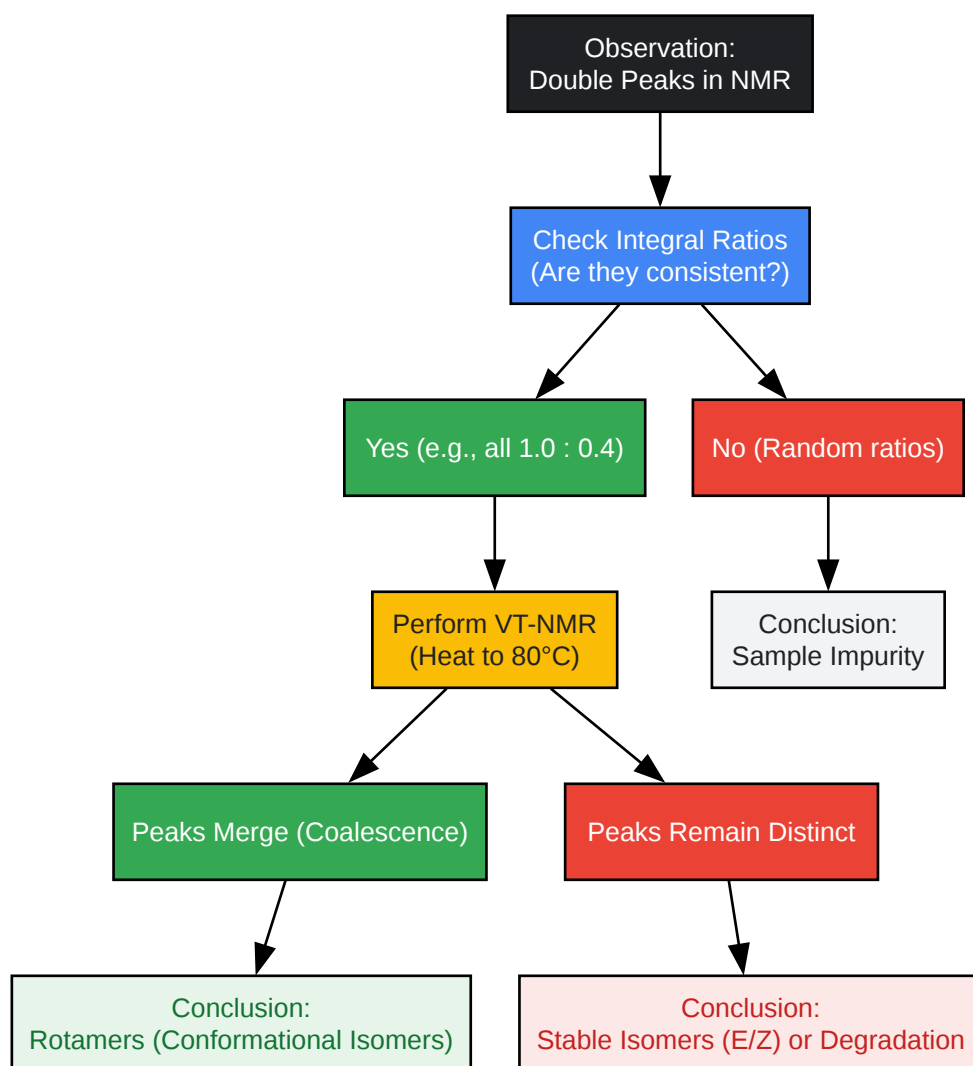 Observation:
Double Peaks in NMR
Check Integral Ratios
(Are they consistent?)
Yes (e.g., all 1.0 : 0.4)
No (Random ratios)
Perform VT-NMR
(Heat to 80°C)
Conclusion:
Sample Impurity
Peaks Merge (Coalescence)
Peaks Remain Distinct
Conclusion:
Rotamers (Conformational Isomers)
Conclusion:
Stable Isomers (E/Z) or Degradation